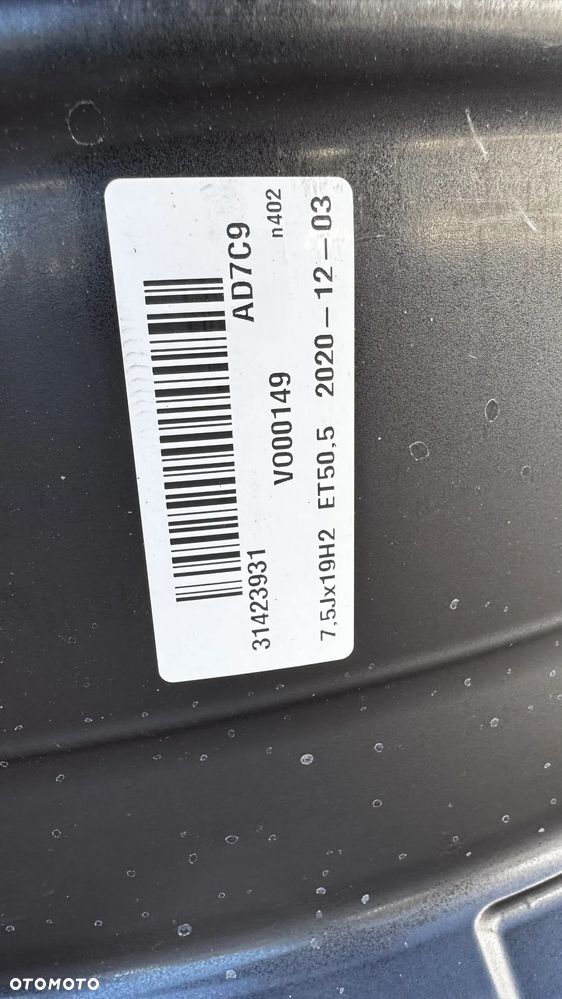 31423931 AD7C9
V000149 n402
7,5Jx19H2 ET50,5 2020-12-03
OTOMOTO